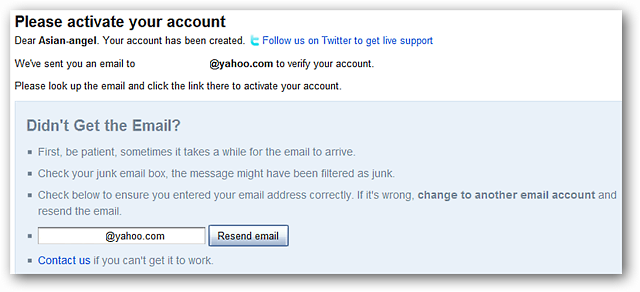 Please activate your account
Dear Asian-angel. Your account has been created. Follow us on Twitter to get live support
We've sent you an email to @yahoo.com to verify your account.
Please look up the email and click the link there to activate your account.
Didn't Get the Email?
First, be patient, sometimes it takes a while for the email to arrive.
Check your junk email box, the message might have been filtered as junk.
Check below to ensure you entered your email address correctly. If it's wrong, change to another email account and
resend the email.
@yahoo.com Resend email
Contact us if you can't get it to work.